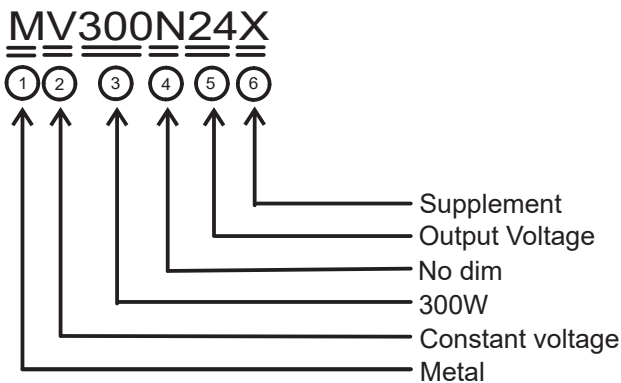 MV300N24X
1 2 3 4 5 6
Supplement
Output Voltage
No dim
300W
Constant voltage
Metal